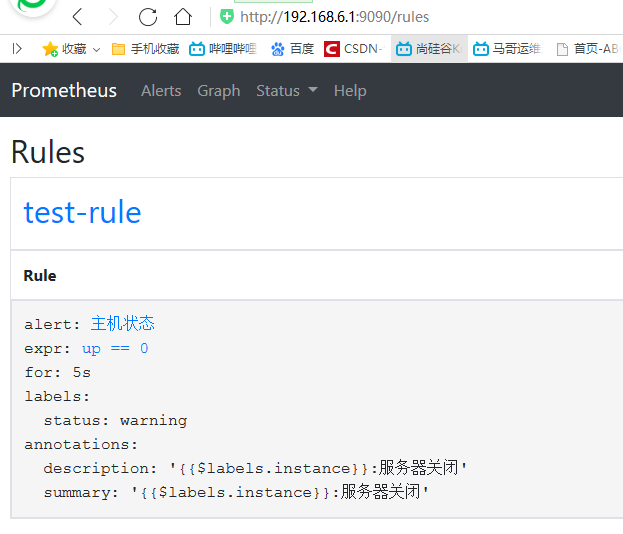 http://192.168.6.1:9090/rules
收藏 手机收藏 哔哩哔哩 百度 CSDN- 尚硅谷K 马哥运维 首页-AB
Prometheus Alerts Graph Status Help
Rules
test-rule
Rule
alert: 主机状态
expr: up == 0
for: 5s
labels:
  status: warning
annotations:
  description: '{{$labels.instance}}:服务器关闭'
  summary: '{{$labels.instance}}:服务器关闭'